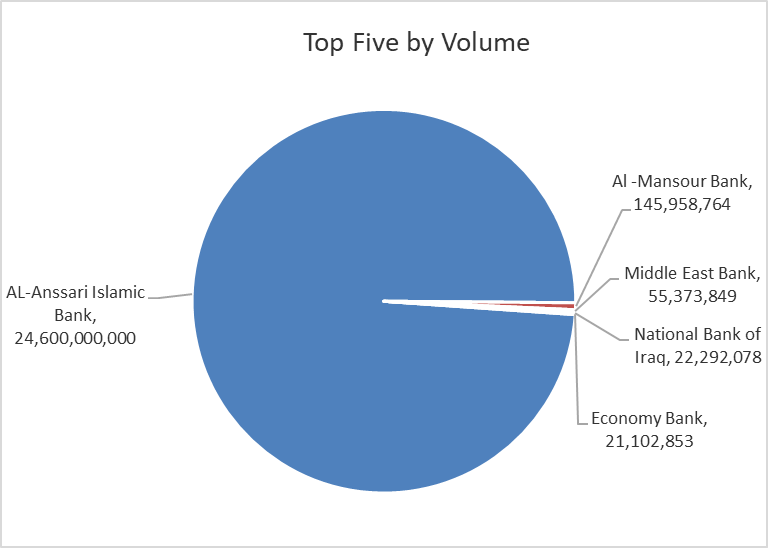 Top Five by Volume
Al -Mansour Bank,
145,958,764
Middle East Bank,
55,373,849
National Bank of
Iraq, 22,292,078
Economy Bank,
21,102,853
AL-Anssari Islamic
Bank,
24,600,000,000